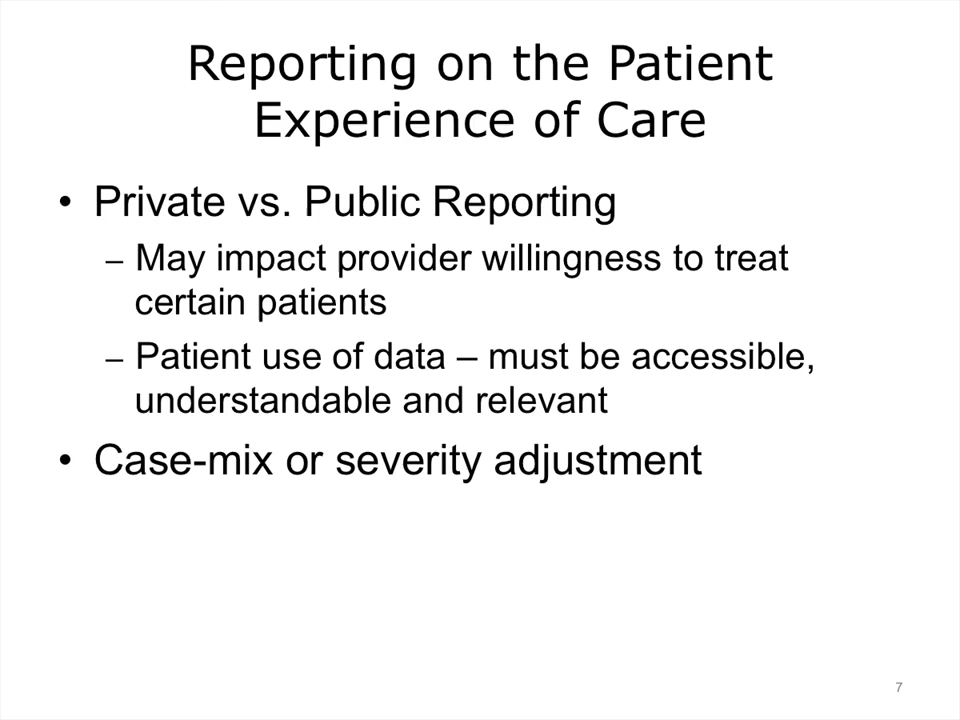 Reporting on the Patient
Experience of Care
• Private vs. Public Reporting
– May impact provider willingness to treat
certain patients
– Patient use of data – must be accessible,
understandable and relevant
• Case-mix or severity adjustment
7